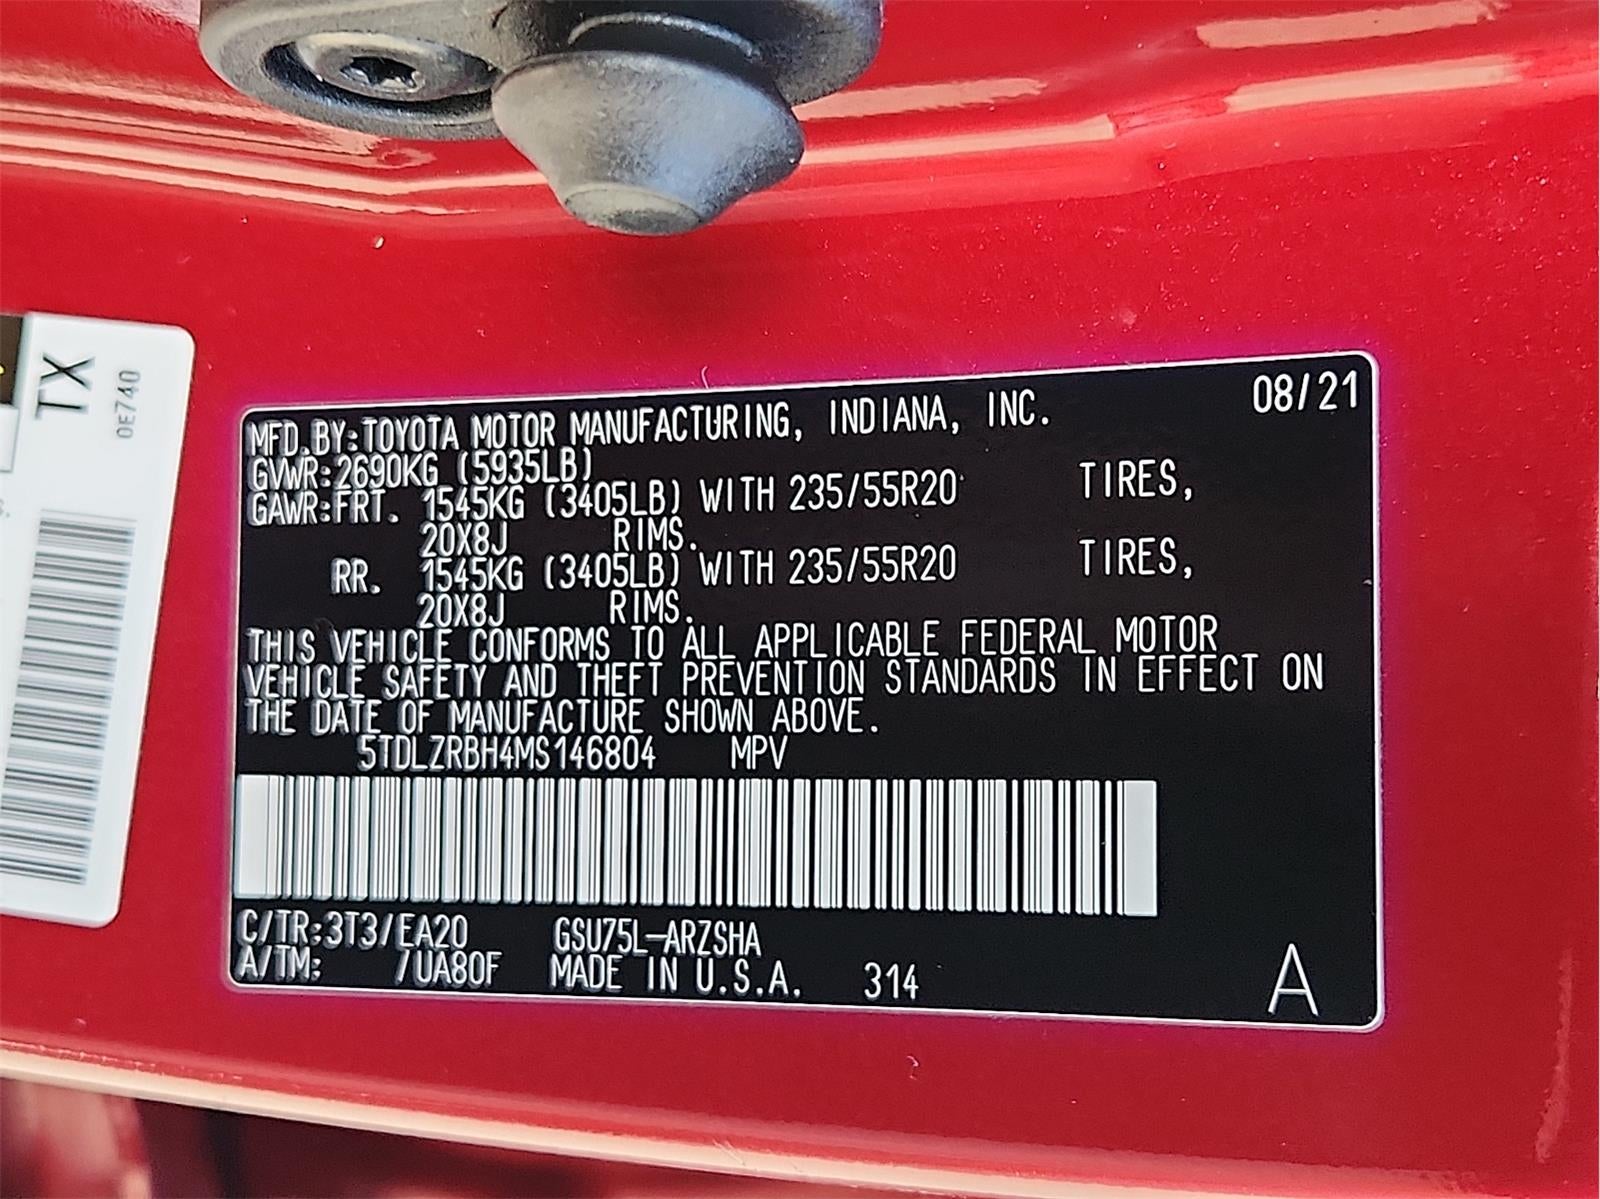 TX
0E740
MFD.BY:TOYOTA MOTOR MANUFACTURING, INDIANA, INC. 08/21
GVWR:2690KG (5935LB)
GAWR:FRT. 1545KG (3405LB) WITH 235/55R20 TIRES,
20X8J RIMS.
RR. 1545KG (3405LB) WITH 235/55R20 TIRES,
20X8J RIMS.
THIS VEHICLE CONFORMS TO ALL APPLICABLE FEDERAL MOTOR
VEHICLE SAFETY AND THEFT PREVENTION STANDARDS IN EFFECT ON
THE DATE OF MANUFACTURE SHOWN ABOVE.
5TDLZRBH4MS146804 MPV
C/TR:3T3/EA20 GSU75L-ARZSHA
A/TM: /UA80F MADE IN U.S.A. 314 A